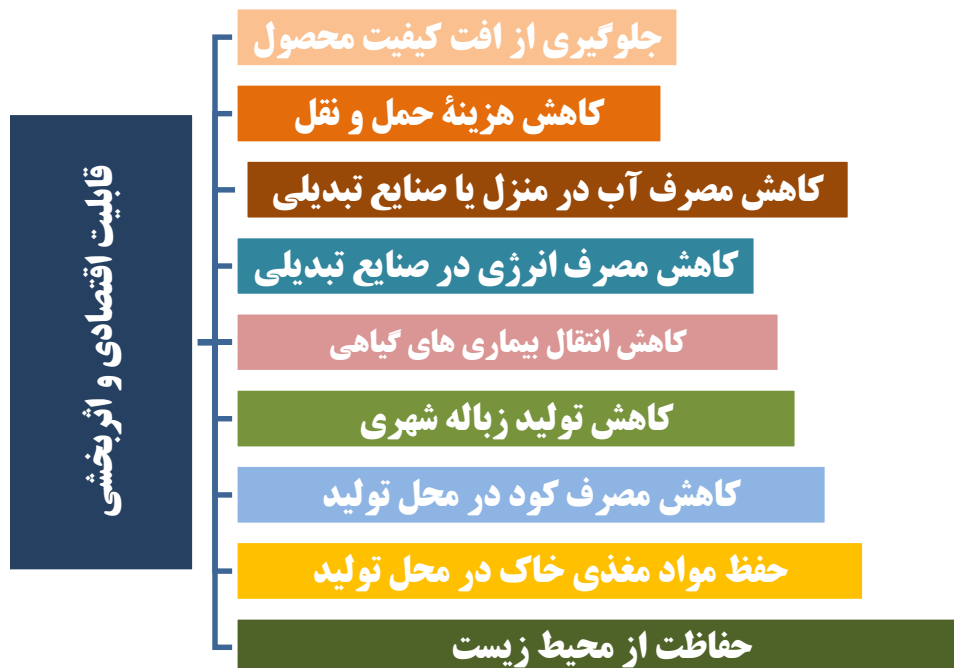 قابلیت اقتصادی و اثربخشی
جلوگیری از افت کیفیت محصول
کاهش هزینهٔ حمل و نقل
کاهش مصرف آب در منزل یا صنایع تبدیلی
کاهش مصرف انرژی در صنایع تبدیلی
کاهش انتقال بیماری های گیاهی
کاهش تولید زباله شهری
کاهش مصرف کود در محل تولید
حفظ مواد مغذی خاک در محل تولید
حفاظت از محیط زیست